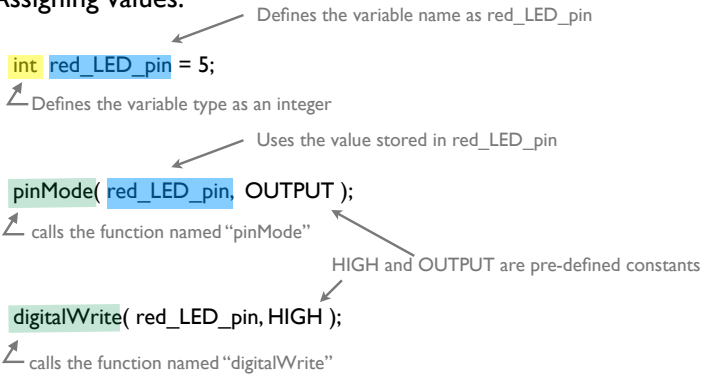 Assigning values:
Defines the variable name as red_LED_pin
int red_LED_pin = 5;
Defines the variable type as an integer
Uses the value stored in red_LED_pin
pinMode( red_LED_pin, OUTPUT );
calls the function named “pinMode”
HIGH and OUTPUT are pre-defined constants
digitalWrite( red_LED_pin, HIGH );
calls the function named “digitalWrite”